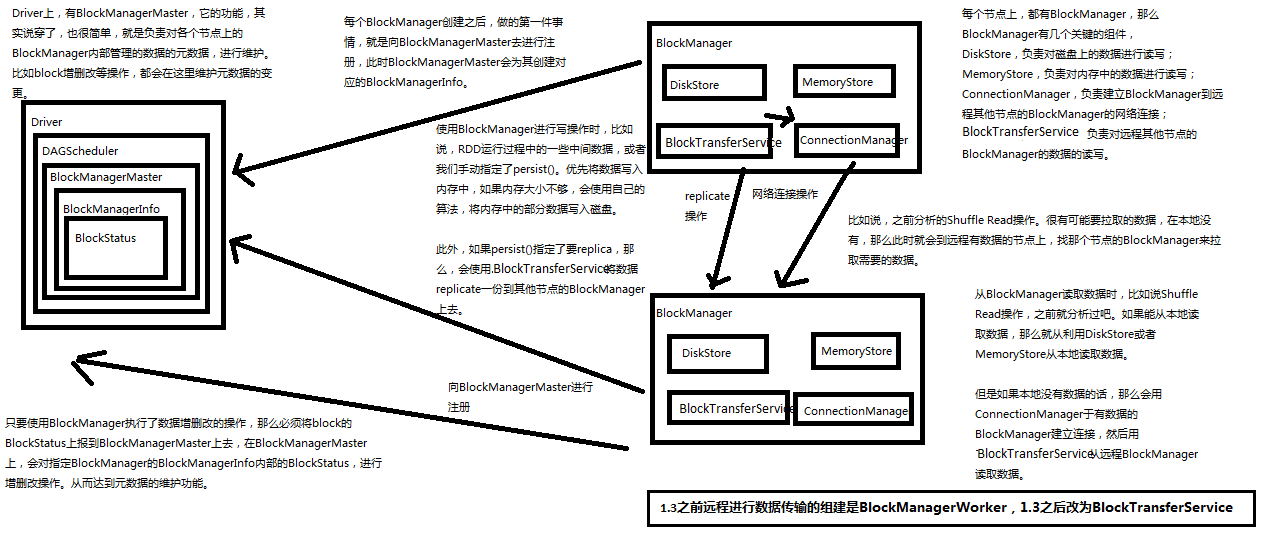 Driver上，有BlockManagerMaster，它的功能，其
实说穿了，也很简单，就是负责对各个节点上的
BlockManager内部管理的数据的元数据，进行维护。
比如block增删改等操作，都会在这里维护元数据的变
更。
Driver
DAGScheduler
BlockManagerMaster
BlockManagerInfo
BlockStatus
只要使用BlockManager执行了数据增删改的操作，那么必须将block的
BlockStatus上报到BlockManagerMaster上去，在BlockManagerMaster
上，会对指定BlockManager的BlockManagerInfo内部的BlockStatus，进行
增删改操作。从而达到元数据的维护功能。
每个BlockManager创建之后，做的第一件事
情，就是向BlockManagerMaster去进行注
册，此时BlockManagerMaster会为其创建对
应的BlockManagerInfo。
使用BlockManager进行写操作时，比如
说，RDD运行过程中的一些中间数据，或者
我们手动指定了persist()。优先将数据写入
内存中，如果内存大小不够，会使用自己的
算法，将内存中的部分数据写入磁盘。
此外，如果persist()指定了要replica，那
么，会使用.BlockTransferService将数据
replicate一份到其他节点的BlockManager
上去。
向BlockManagerMaster进行
注册
BlockManager
DiskStore
MemoryStore
BlockTransferService
ConnectionManager
replicate
操作
网络连接操作
BlockManager
DiskStore
MemoryStore
BlockTransferService
ConnectionManager
每个节点上，都有BlockManager，那么
BlockManager有几个关键的组件，
DiskStore，负责对磁盘上的数据进行读写；
MemoryStore，负责对内存中的数据进行读写；
ConnectionManager，负责建立BlockManager到远
程其他节点的BlockManager的网络连接；
BlockTransferService 负责对远程其他节点的
BlockManager的数据的读写。
比如说，之前分析的Shuffle Read操作。很有可能要拉取的数据，在本地没
有，那么此时就会到远程有数据的节点上，找那个节点的BlockManager来拉
取需要的数据。
从BlockManager读取数据时，比如说Shuffle
Read操作，之前就分析过吧。如果能从本地读
取数据，那么就从利用DiskStore或者
MemoryStore从本地读取数据。
但是如果本地没有数据的话，那么会用
ConnectionManager于有数据的
BlockManager建立连接，然后用
BlockTransferService从远程BlockManager
读取数据。
1.3之前远程进行数据传输的组建是BlockManagerWorker，1.3之后改为BlockTransferService